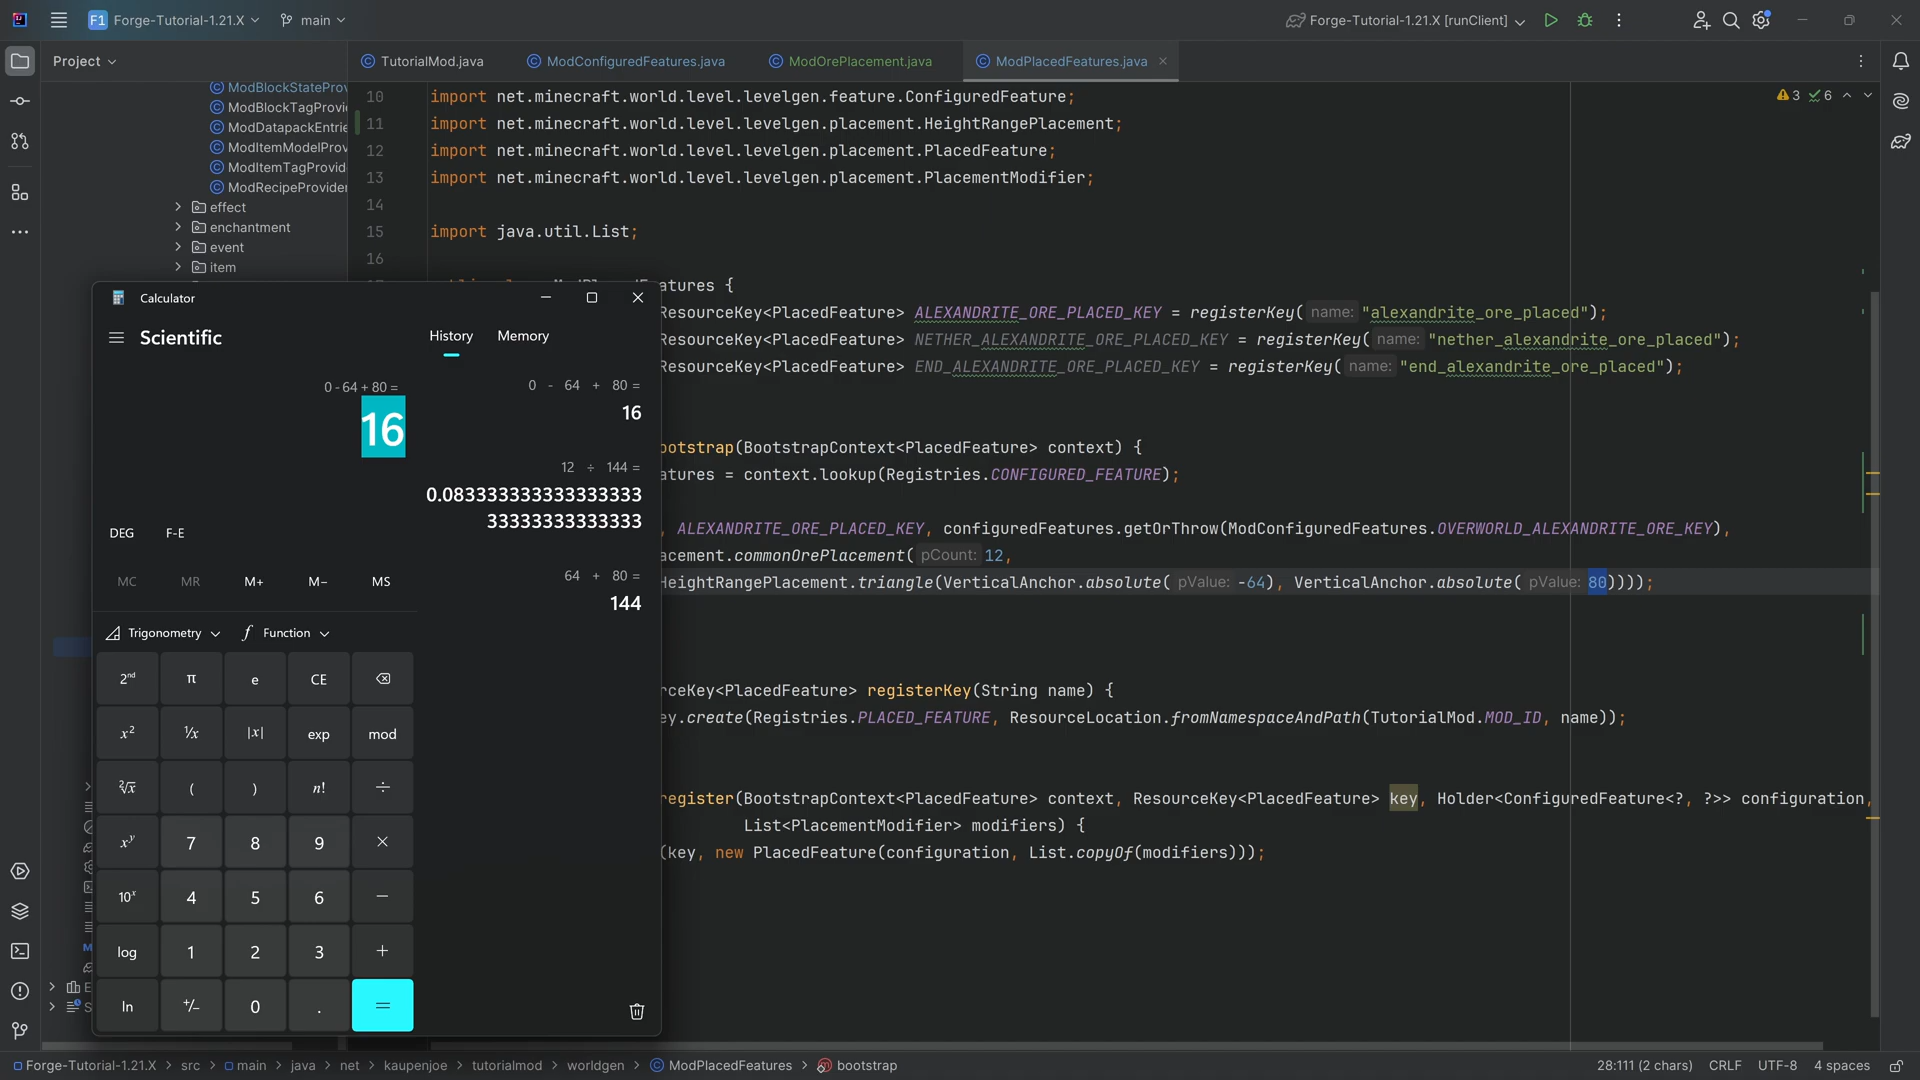 F1 Forge-Tutorial-1.21.X main Forge-Tutorial-1.21.X [runClient]
Project TutorialMod.java ModConfiguredFeatures.java ModOrePlacement.java ModPlacedFeatures.java
ModBlockStateProv
ModBlockTagProvi
ModDatapackEntrie
ModItemModelProv
ModItemTagProvid
ModRecipeProvider
effect
enchantment
event
item
3 6
10 import net.minecraft.world.level.levelgen.feature.ConfiguredFeature;
11 import net.minecraft.world.level.levelgen.placement.HeightRangePlacement;
12 import net.minecraft.world.level.levelgen.placement.PlacedFeature;
13 import net.minecraft.world.level.levelgen.placement.PlacementModifier;
14
15 import java.util.List;
16
atures {
ResourceKey<PlacedFeature> ALEXANDRITE_ORE_PLACED_KEY = registerKey( name: "alexandrite_ore_placed");
ResourceKey<PlacedFeature> NETHER_ALEXANDRITE_ORE_PLACED_KEY = registerKey( name: "nether_alexandrite_ore_placed");
ResourceKey<PlacedFeature> END_ALEXANDRITE_ORE_PLACED_KEY = registerKey( name: "end_alexandrite_ore_placed");
ootstrap(BootstrapContext<PlacedFeature> context) {
atures = context.lookup(Registries.CONFIGURED_FEATURE);
, ALEXANDRITE_ORE_PLACED_KEY, configuredFeatures.getOrThrow(ModConfiguredFeatures.OVERWORLD_ALEXANDRITE_ORE_KEY),
acement.commonOrePlacement( pCount: 12,
HeightRangePlacement.triangle(VerticalAnchor.absolute( pValue: -64), VerticalAnchor.absolute( pValue: 80))));
rceKey<PlacedFeature> registerKey(String name) {
ey.create(Registries.PLACED_FEATURE, ResourceLocation.fromNamespaceAndPath(TutorialMod.MOD_ID, name));
register(BootstrapContext<PlacedFeature> context, ResourceKey<PlacedFeature> key, Holder<ConfiguredFeature<?, ?>> configuration,
List<PlacementModifier> modifiers) {
(key, new PlacedFeature(configuration, List.copyOf(modifiers)));
Calculator
Scientific
History Memory
0 - 64 + 80 =
16
0 - 64 + 80 =
16
12 ÷ 144 =
0.083333333333333333
33333333333333
64 + 80 =
144
DEG F-E
MC MR M+ M− MS
Trigonometry f Function
2nd π e CE
x² ⅟x |x| exp mod
²√x ( ) n! ÷
xʸ 7 8 9 ×
10ˣ 4 5 6 −
log 1 2 3 +
ln +/− 0 . =
Forge-Tutorial-1.21.X > src > main > java > net > kaupenjoe > tutorialmod > worldgen > ModPlacedFeatures > bootstrap 28:111 (2 chars) CRLF UTF-8 4 spaces